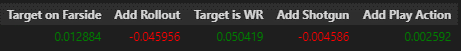 Target on Farside Add Rollout Target is WR Add Shotgun Add Play Action
0.012884 -0.045956 0.050419 -0.004586 0.002592